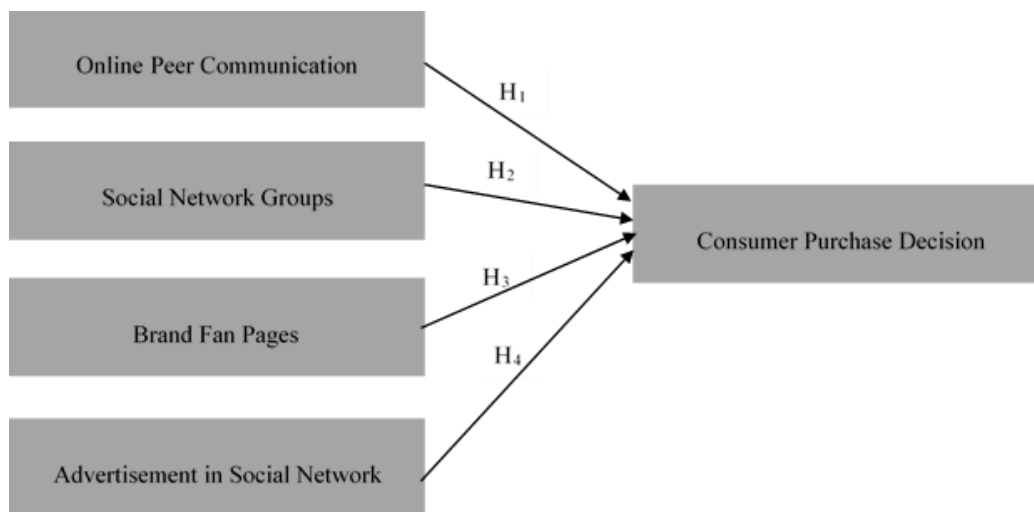 Online Peer Communication
H₁
Social Network Groups
H₂
Consumer Purchase Decision
Brand Fan Pages
H₃
Advertisement in Social Network
H₄